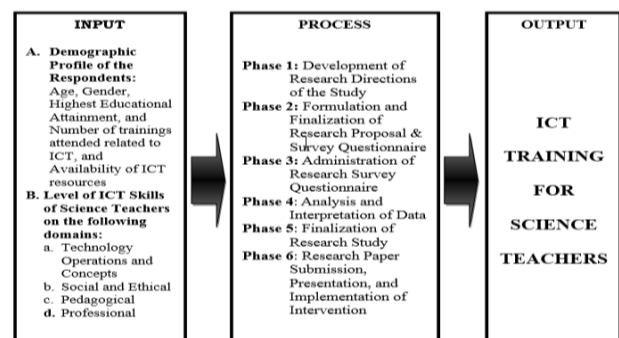 INPUT
A. Demographic
Profile of the
Respondents:
Age, Gender,
Highest Educational
Attainment, and
Number of trainings
attended related to
ICT, and
Availability of ICT
resources
B. Level of ICT Skills
of Science Teachers
on the following
domains:
a. Technology
Operations and
Concepts
b. Social and Ethical
c. Pedagogical
d. Professional
PROCESS
Phase 1: Development of
Research Directions
of the Study
Phase 2: Formulation and
Finalization of
Research Proposal &
Survey Questionnaire
Phase 3: Administration of
Research Survey
Questionnaire
Phase 4: Analysis and
Interpretation of Data
Phase 5: Finalization of
Research Study
Phase 6: Research Paper
Submission,
Presentation, and
Implementation of
Intervention
OUTPUT
ICT
TRAINING
FOR
SCIENCE
TEACHERS